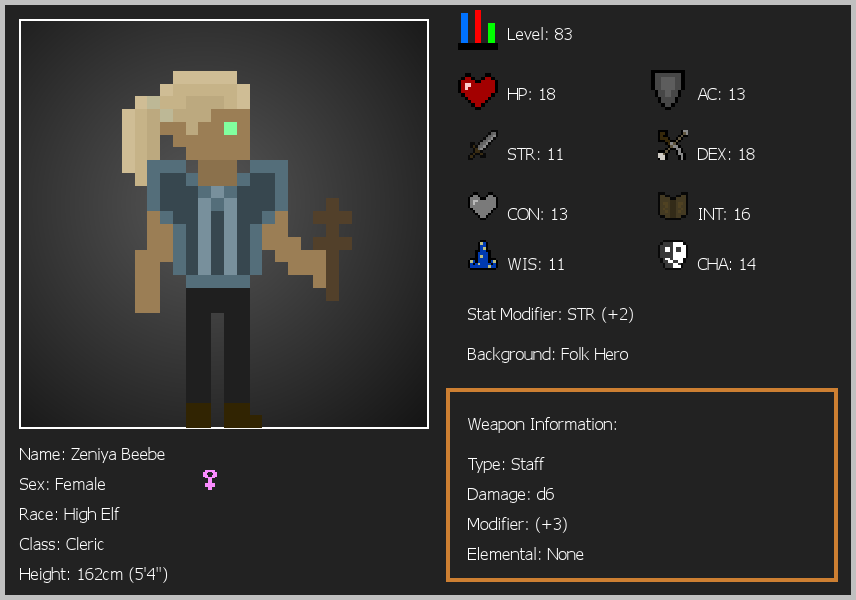 Level: 83
HP: 18
AC: 13
STR: 11
DEX: 18
CON: 13
INT: 16
WIS: 11
CHA: 14
Stat Modifier: STR (+2)
Background: Folk Hero
Weapon Information:
Type: Staff
Damage: d6
Modifier: (+3)
Elemental: None
Name: Zeniya Beebe
Sex: Female
Race: High Elf
Class: Cleric
Height: 162cm (5'4")